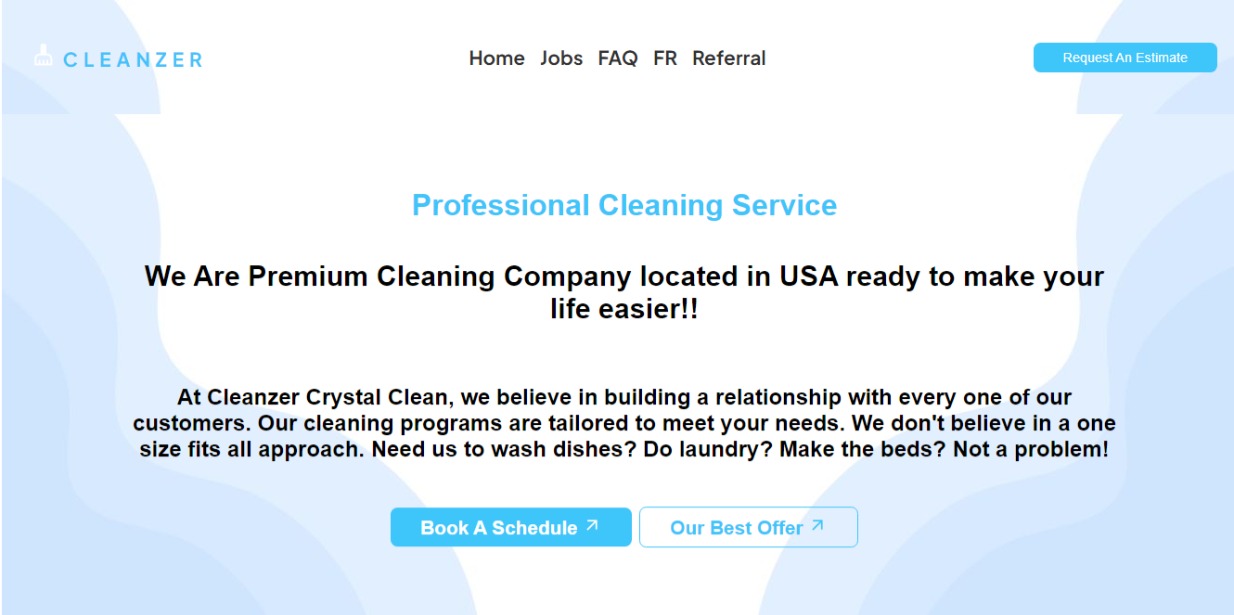 CLEANZER
Home Jobs FAQ FR Referral
Request An Estimate
Professional Cleaning Service
We Are Premium Cleaning Company located in USA ready to make your
life easier!!
At Cleanzer Crystal Clean, we believe in building a relationship with every one of our
customers. Our cleaning programs are tailored to meet your needs. We don't believe in a one
size fits all approach. Need us to wash dishes? Do laundry? Make the beds? Not a problem!
Book A Schedule
Our Best Offer